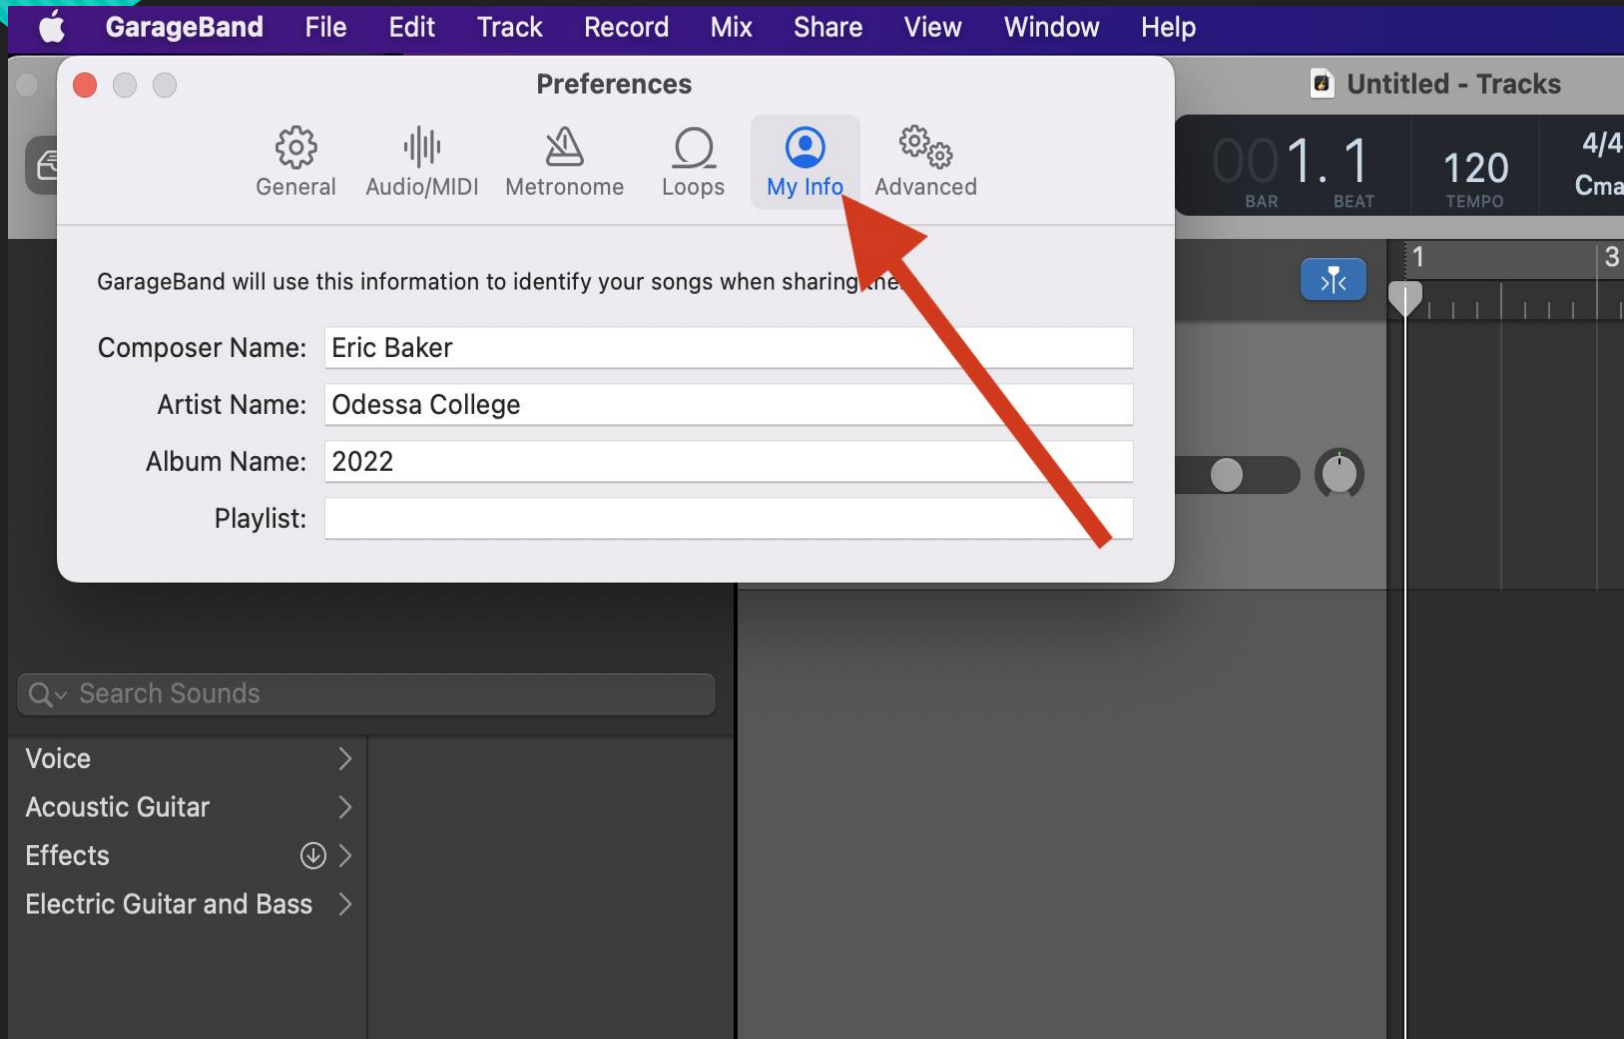 GarageBand File Edit Track Record Mix Share View Window Help
Preferences
Untitled - Tracks
General Audio/MIDI Metronome Loops My Info Advanced
001. 1
BAR BEAT
120
TEMPO
4/4
Cma
1 3
GarageBand will use this information to identify your songs when sharing
Composer Name: Eric Baker
Artist Name: Odessa College
Album Name: 2022
Playlist:
Search Sounds
Voice
Acoustic Guitar
Effects
Electric Guitar and Bass